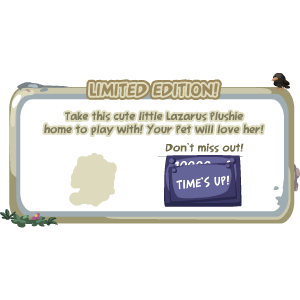 LIMITED EDITION!
Take this cute little Lazarus Plushie
home to play with! Your Pet will love her!
Don't miss out!
TIME'S UP!